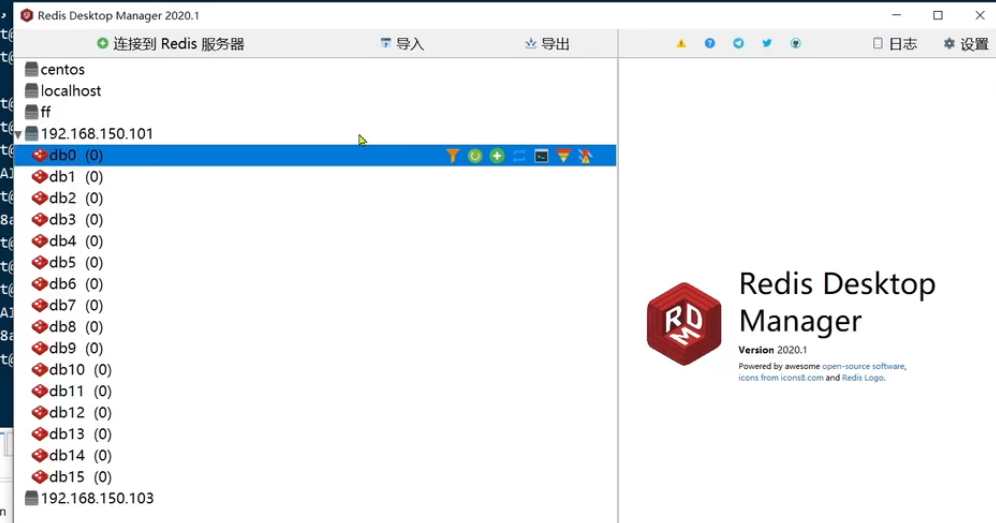 Redis Desktop Manager 2020.1
连接到 Redis 服务器 导入 导出 日志 设置
centos
localhost
ff
192.168.150.101
db0 (0)
db1 (0)
db2 (0)
db3 (0)
db4 (0)
db5 (0)
db6 (0)
db7 (0)
db8 (0)
db9 (0)
db10 (0)
db11 (0)
db12 (0)
db13 (0)
db14 (0)
db15 (0)
192.168.150.103
RDM
Redis Desktop
Manager
Version 2020.1
Powered by awesome open-source software,
icons from icons8.com and Redis Logo.